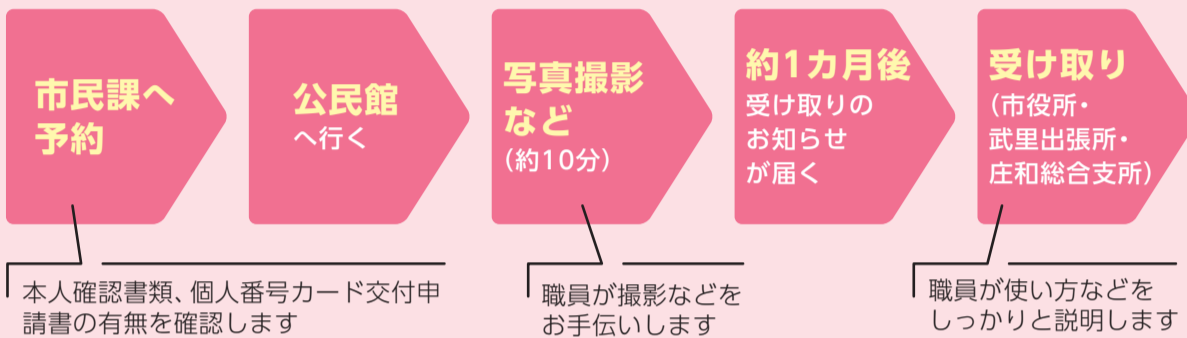 市民課へ
予約
公民館
へ行く
写真撮影
など
(約10分)
約1カ月後
受け取りの
お知らせ
が届く
受け取り
(市役所・
武里出張所・
庄和総合支所)
本人確認書類、個人番号カード交付申
請書の有無を確認します
職員が撮影などを
お手伝いします
職員が使い方などを
しっかりと説明します